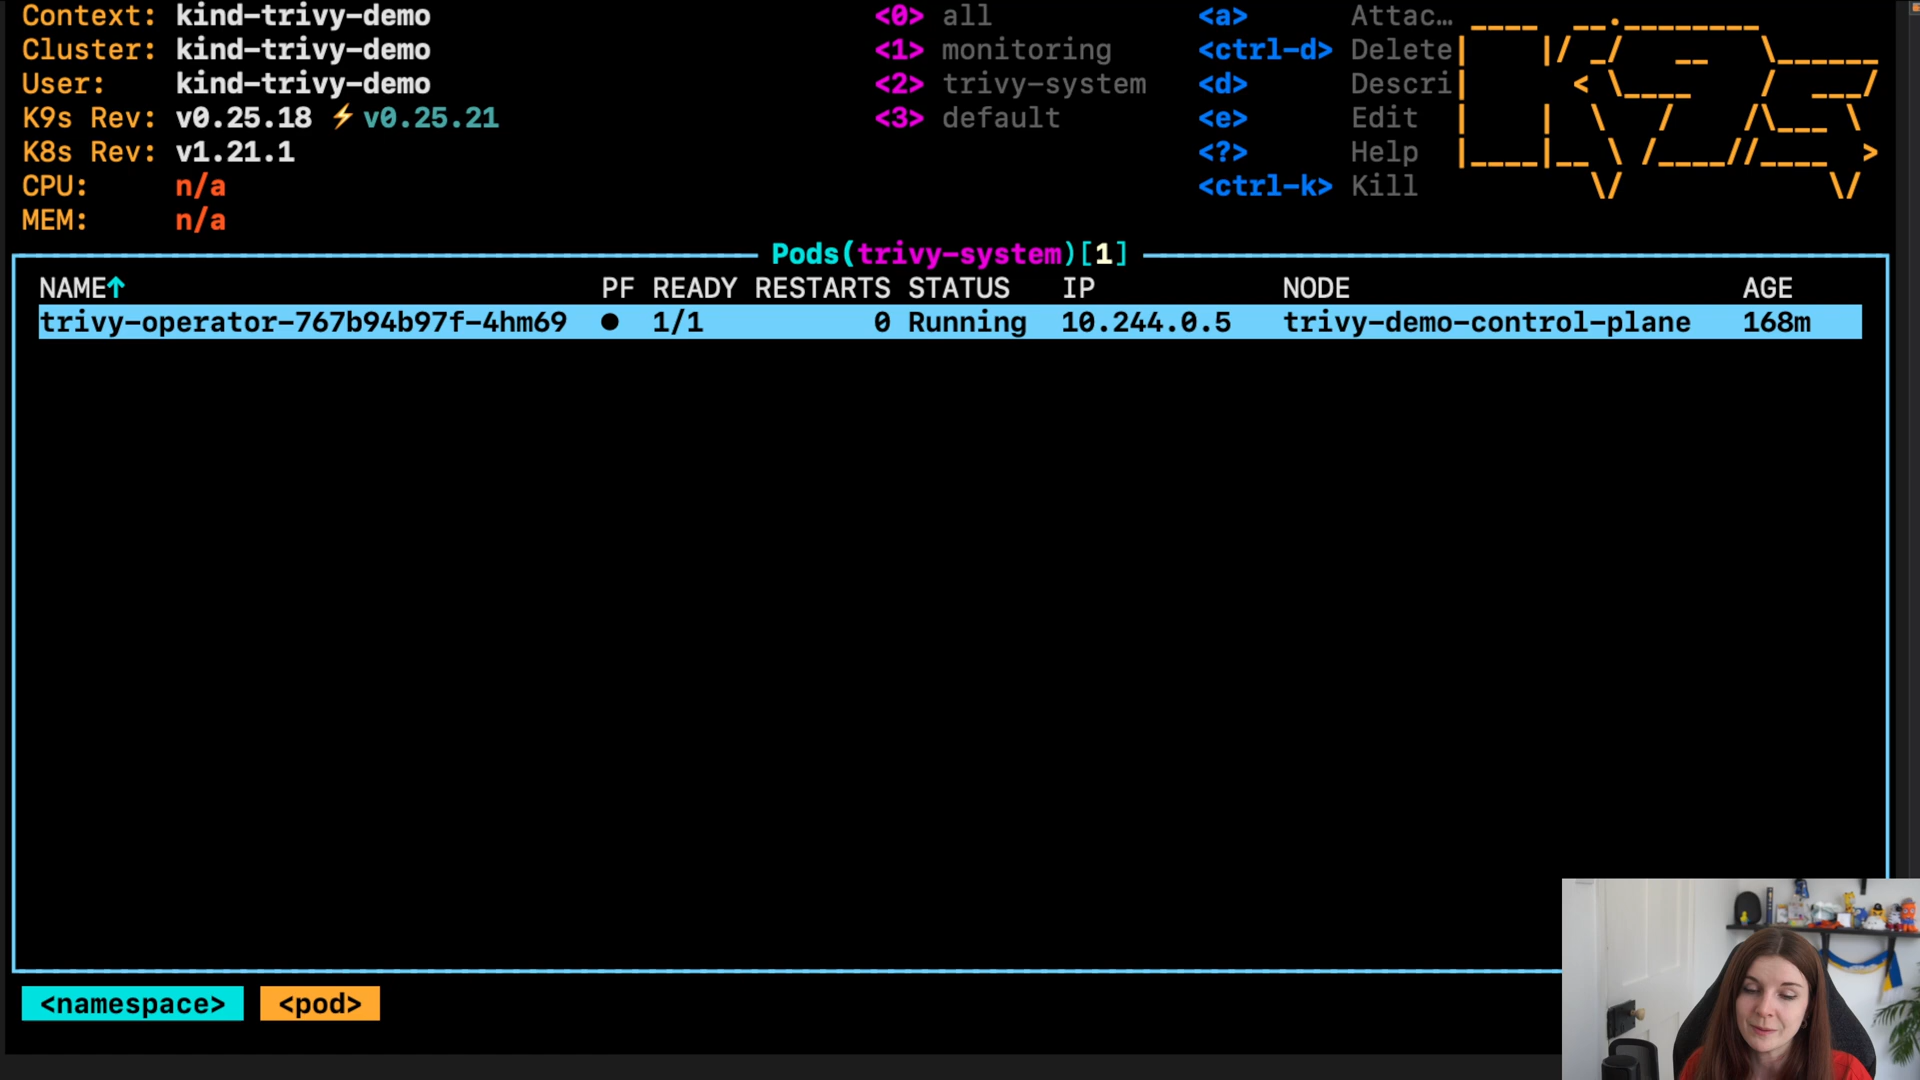 Context: kind-trivy-demo
Cluster: kind-trivy-demo
User: kind-trivy-demo
K9s Rev: v0.25.18 ⚡v0.25.21
K8s Rev: v1.21.1
CPU: n/a
MEM: n/a
<0> all
<1> monitoring
<2> trivy-system
<3> default
<a> Attac…
<ctrl-d> Delete
<d> Descri
<e> Edit
<?> Help
<ctrl-k> Kill
Pods(trivy-system)[1]
NAME↑ PF READY RESTARTS STATUS IP NODE AGE
trivy-operator-767b94b97f-4hm69 ● 1/1 0 Running 10.244.0.5 trivy-demo-control-plane 168m
<namespace> <pod>